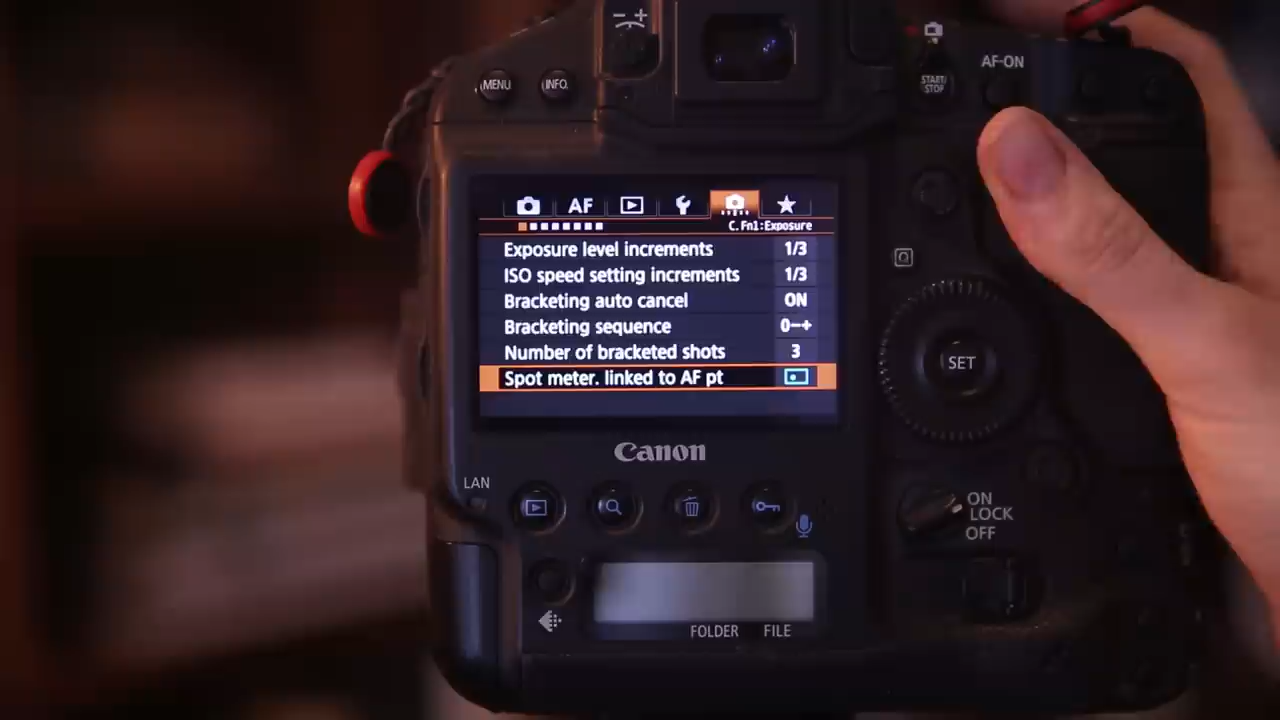 MENU
INFO.
START/
STOP
AF-ON
AF
C.Fn1:Exposure
Exposure level increments 1/3
ISO speed setting increments 1/3
Bracketing auto cancel ON
Bracketing sequence 0−+
Number of bracketed shots 3
Spot meter. linked to AF pt
Q
SET
Canon
LAN
ON
LOCK
OFF
FOLDER FILE